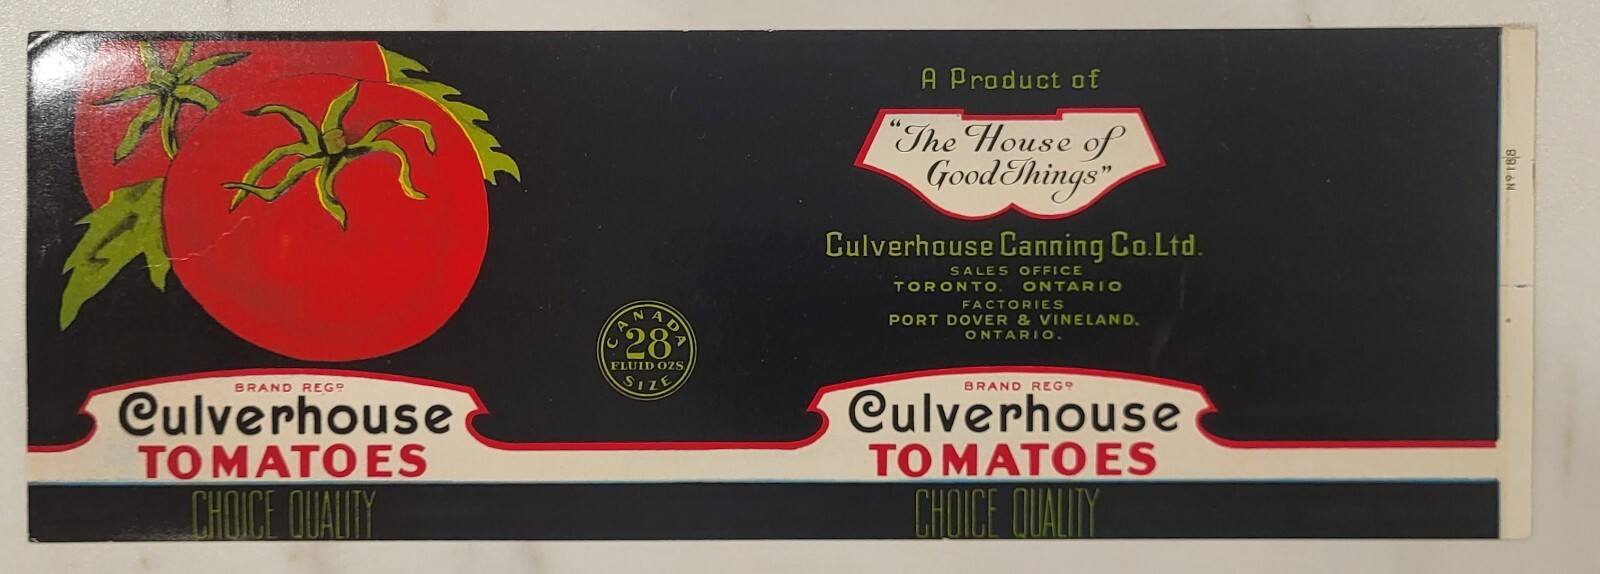 BRAND REGD
Culverhouse
TOMATOES
CHOICE QUALITY
CANADA
28
FLUID OZS
SIZE
A Product of
"The House of
Good Things"
Culverhouse Canning Co. Ltd.
SALES OFFICE
TORONTO, ONTARIO
FACTORIES
PORT DOVER & VINELAND,
ONTARIO.
BRAND REGD
Culverhouse
TOMATOES
CHOICE QUALITY
No 188